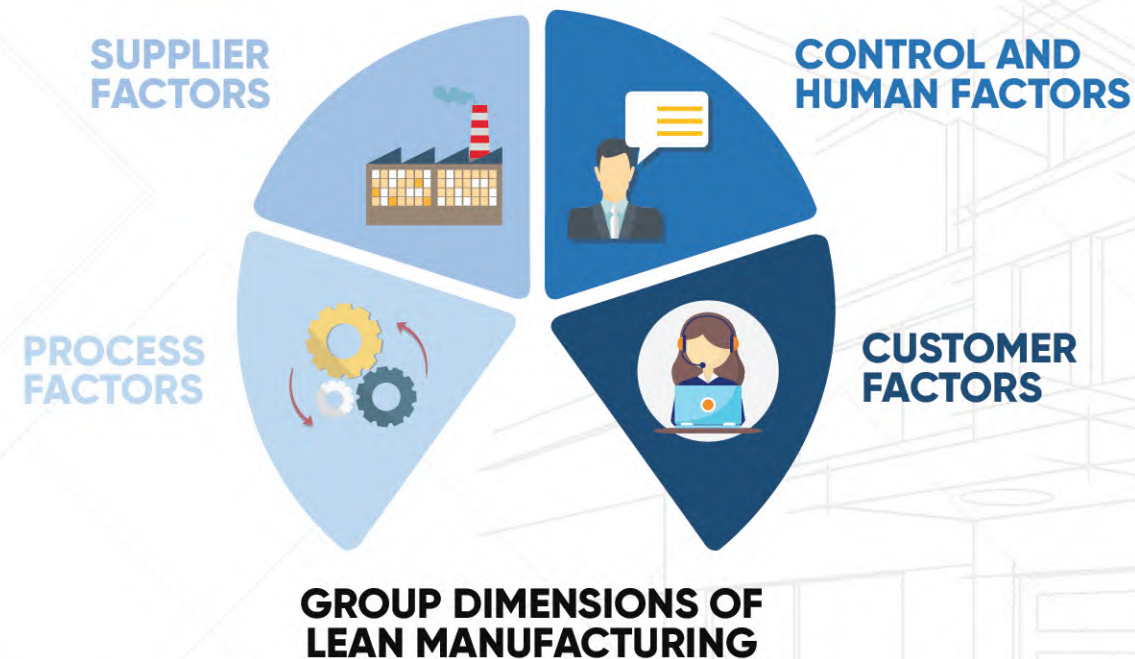 SUPPLIER
FACTORS
CONTROL AND
HUMAN FACTORS
PROCESS
FACTORS
CUSTOMER
FACTORS
GROUP DIMENSIONS OF
LEAN MANUFACTURING